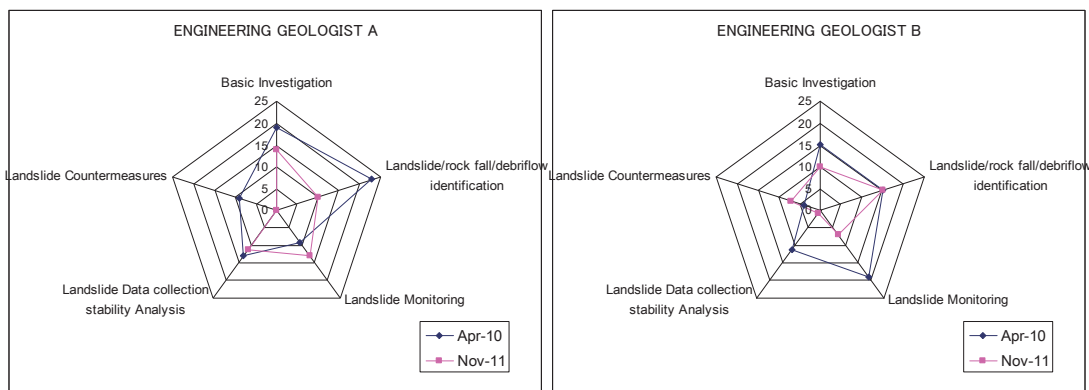 ENGINEERING GEOLOGIST A
Basic Investigation
25
20
15
10
5
0
Landslide/rock fall/debriflow
identification
Landslide Monitoring
Landslide Data collection
stability Analysis
Landslide Countermeasures
Apr-10
Nov-11
ENGINEERING GEOLOGIST B
Basic Investigation
25
20
15
10
5
0
Landslide/rock fall/debriflow
identification
Landslide Monitoring
Landslide Data collection
stability Analysis
Landslide Countermeasures
Apr-10
Nov-11